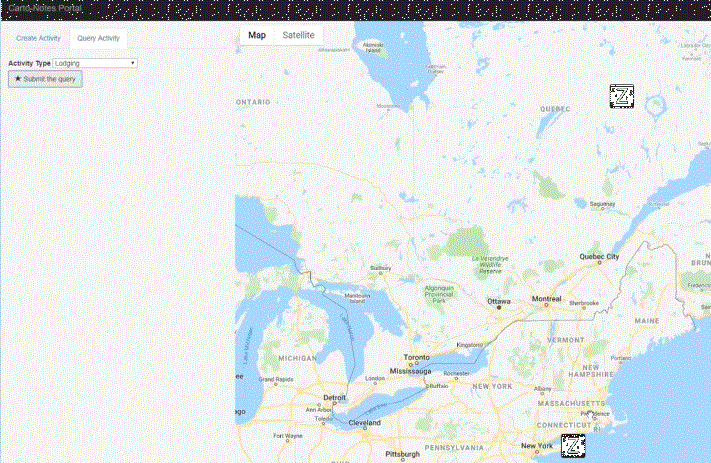 Carto-Notes Portal
Create Activity
Query Activity
Activity Type
Lodging
★ Submit the query
Map
Satellite
Akimiski Island
ONTARIO
QUEBEC
Saguenay
La Vérendrye Wildlife Reserve
Quebec City
Sudbury
Manitoulin Island
Algonquin Provincial Park
Ottawa
Montreal
Sherbrooke
MAINE
VERMONT
Kingston
MICHIGAN
Toronto
Mississauga
Rochester
NEW HAMPSHIRE
Portland
Grand Rapids
London
Buffalo
NEW YORK
Albany
MASSACHUSETTS
Detroit
Ann Arbor
Toledo
Cleveland
Providence
CONNECTICUT
RI
Fort Wayne
Pittsburgh
PENNSYLVANIA
New York